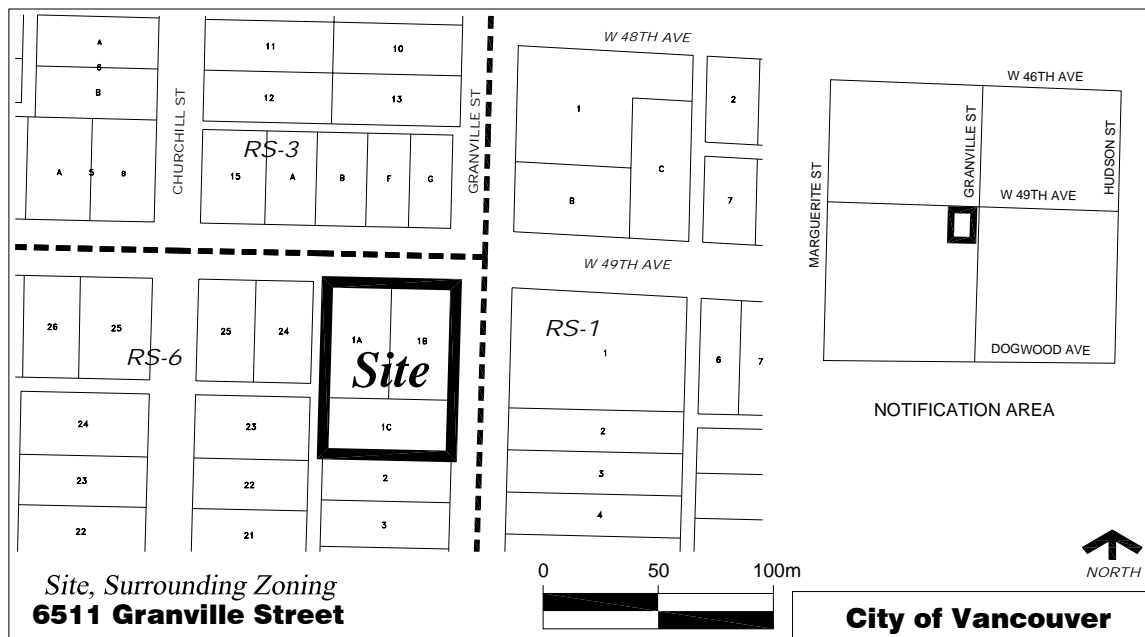 A
6
B
11
10
12
13
CHURCHILL ST
GRANVILLE ST
W 48TH AVE
1
C
B
2
7
RS-3
A
5
B
15
A
B
F
G
W 49TH AVE
26
25
RS-6
25
24
1A
1B
Site
1C
RS-1
1
6
7
24
23
22
23
22
21
2
3
2
3
4
W 46TH AVE
MARGUERITE ST
GRANVILLE ST
HUDSON ST
W 49TH AVE
DOGWOOD AVE
NOTIFICATION AREA
NORTH
Site, Surrounding Zoning
6511 Granville Street
0 50 100m
City of Vancouver